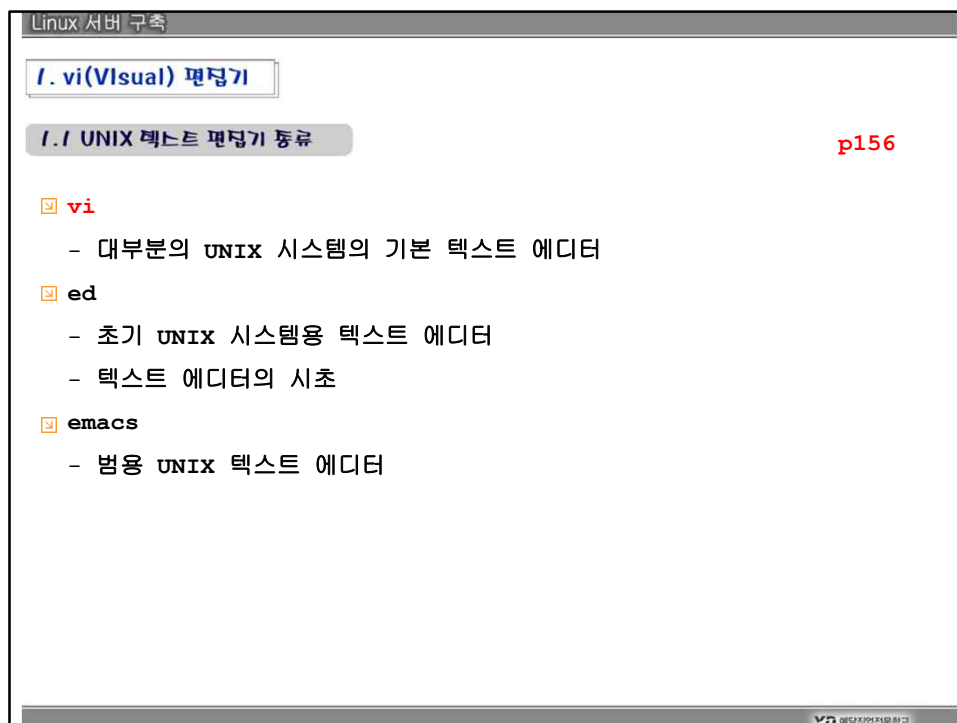 Linux 서버 구축
1. vi(VIsual) 편집기
1.1 UNIX 텍스트 편집기 종류
p156
vi
- 대부분의 UNIX 시스템의 기본 텍스트 에디터
ed
- 초기 UNIX 시스템용 텍스트 에디터
- 텍스트 에디터의 시초
emacs
- 범용 UNIX 텍스트 에디터